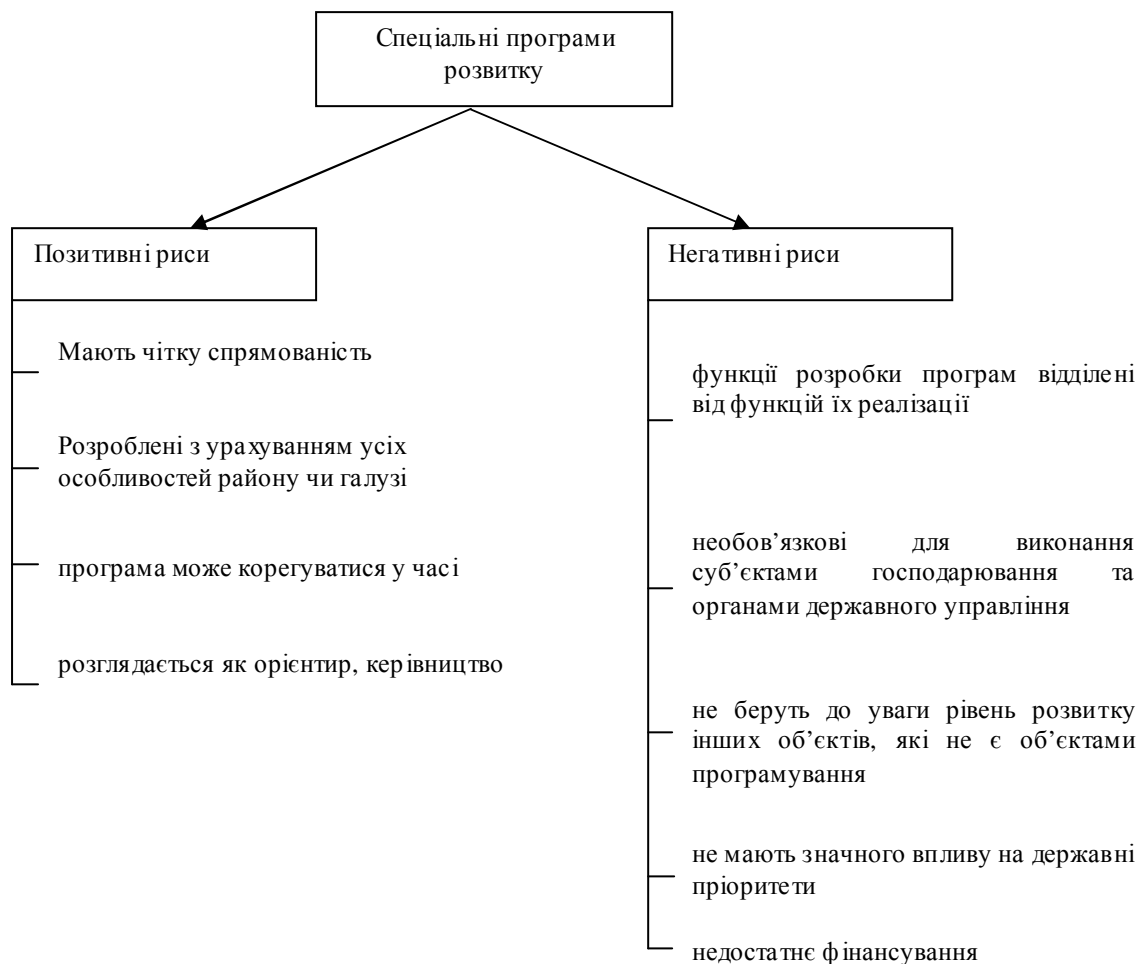 Спеціальні програми
розвитку
Позитивні риси
Мають чітку спрямованість
Розроблені з урахуванням усіх
особливостей району чи галузі
програма може корегуватися у часі
розглядається як орієнтир, керівництво
Негативні риси
функції розробки програм відділені
від функцій їх реалізації
необов’язкові для виконання
суб’єктами господарювання та
органами державного управління
не беруть до уваги рівень розвитку
інших об’єктів, які не є об’єктами
програмування
не мають значного впливу на державні
пріоритети
недостатнє фінансування